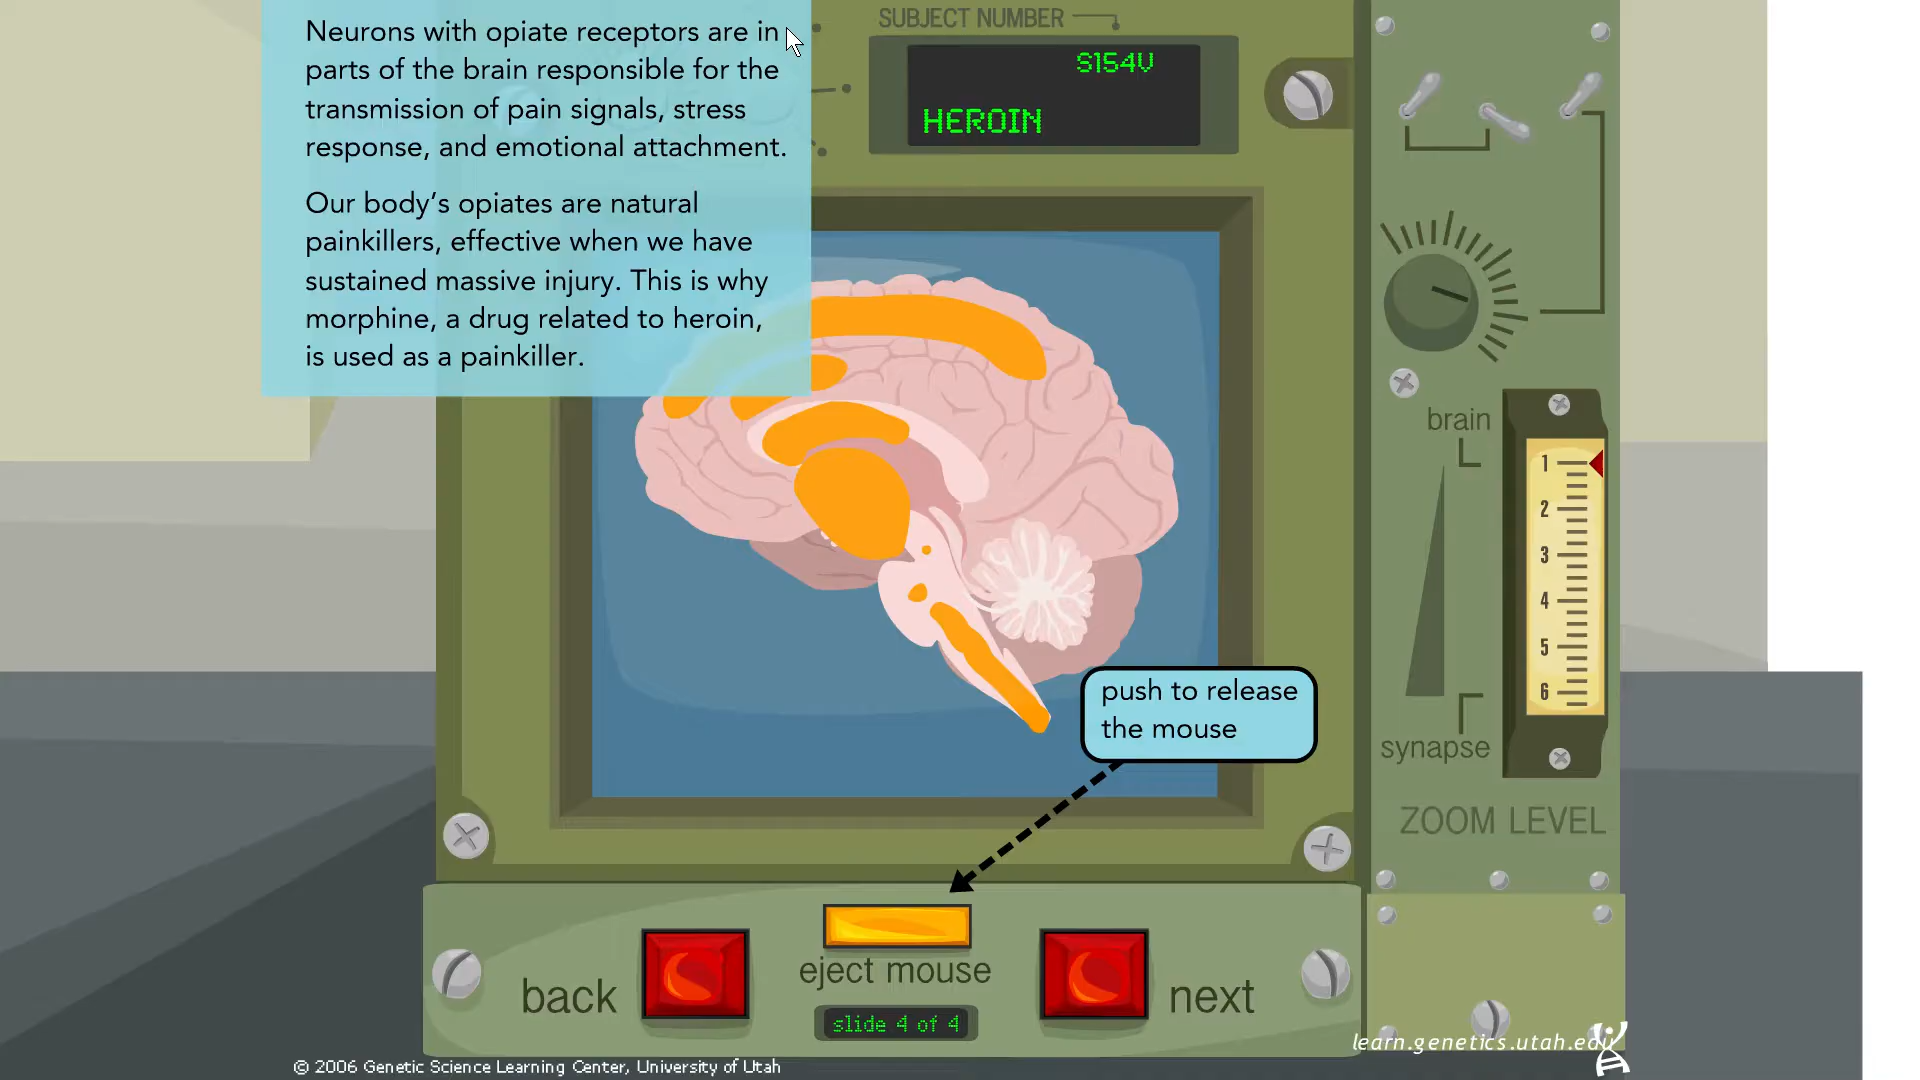 Neurons with opiate receptors are in
parts of the brain responsible for the
transmission of pain signals, stress
response, and emotional attachment.
Our body's opiates are natural
painkillers, effective when we have
sustained massive injury. This is why
morphine, a drug related to heroin,
is used as a painkiller.
SUBJECT NUMBER
S154V
HEROIN
brain
1
2
3
4
5
6
synapse
ZOOM LEVEL
push to release
the mouse
back
eject mouse
next
slide 4 of 4
learn.genetics.utah.edu
© 2006 Genetic Science Learning Center, University of Utah